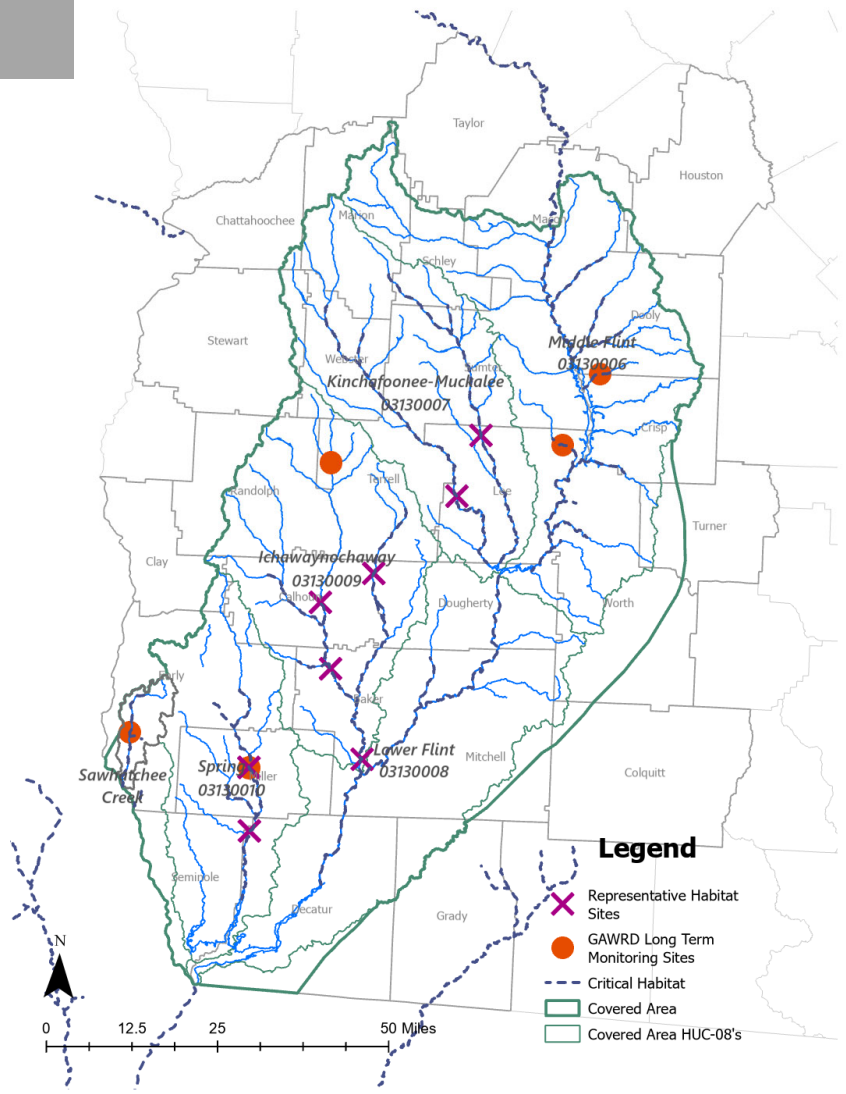 Taylor
Houston
Chattahoochee
Marion
Schley
Stewart
Dooly
Middle Flint
03130006
Webster
Sumter
Kinchafoonee-Muckalee
03130007
Crisp
Terrell
Randolph
Lee
Turner
Clay
Ichawaynochaway
03130009
Calhoun
Dougherty
Worth
Early
Baker
Lower Flint
03130008
Mitchell
Spring
03130010
Miller
Sawhatchee
Creek
Colquitt
Seminole
Decatur
Grady
Legend
Representative Habitat
Sites
GAWRD Long Term
Monitoring Sites
Critical Habitat
Covered Area
Covered Area HUC-08's
N
0 12.5 25 50 Miles